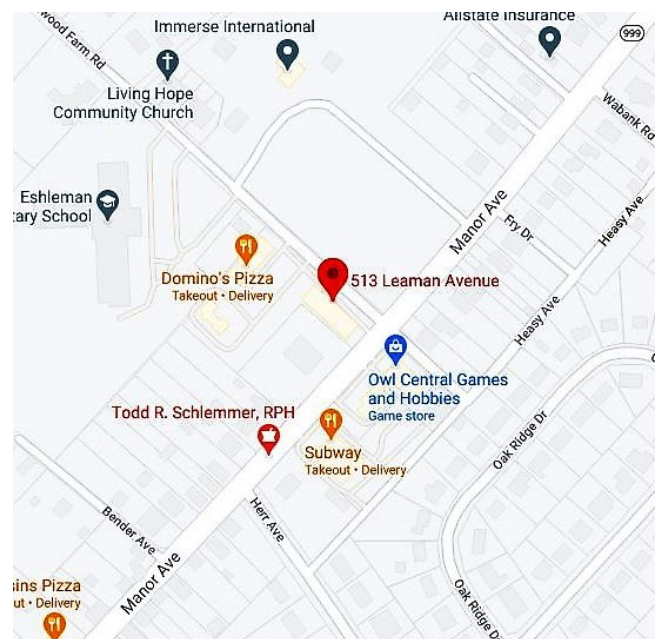 Allstate Insurance
Immerse International
999
wood Farm Rd
Living Hope
Community Church
Wabank Rd
Eshleman
tary School
Manor Ave
Fry Dr
Heasy Ave
Domino's Pizza
Takeout • Delivery
513 Leaman Avenue
Heasy Ave
Owl Central Games
and Hobbies
Game store
Todd R. Schlemmer, RPH
Subway
Takeout • Delivery
Oak Ridge Dr
Bender Ave
Herr Ave
Manor Ave
sins Pizza
ut • Delivery
Oak Ridge Dr